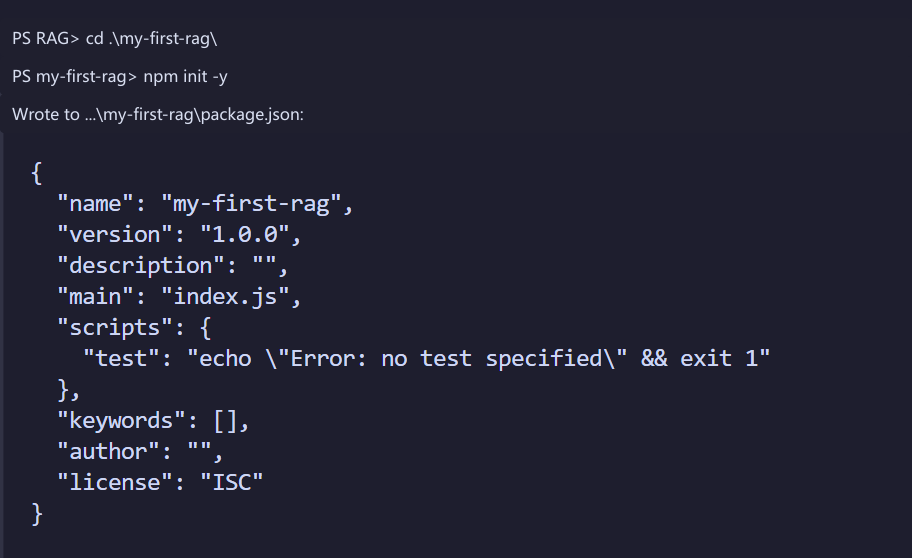 PS RAG> cd .\my-first-rag\
PS my-first-rag> npm init -y
Wrote to ...\my-first-rag\package.json:
{
  "name": "my-first-rag",
  "version": "1.0.0",
  "description": "",
  "main": "index.js",
  "scripts": {
    "test": "echo \"Error: no test specified\" && exit 1"
  },
  "keywords": [],
  "author": "",
  "license": "ISC"
}